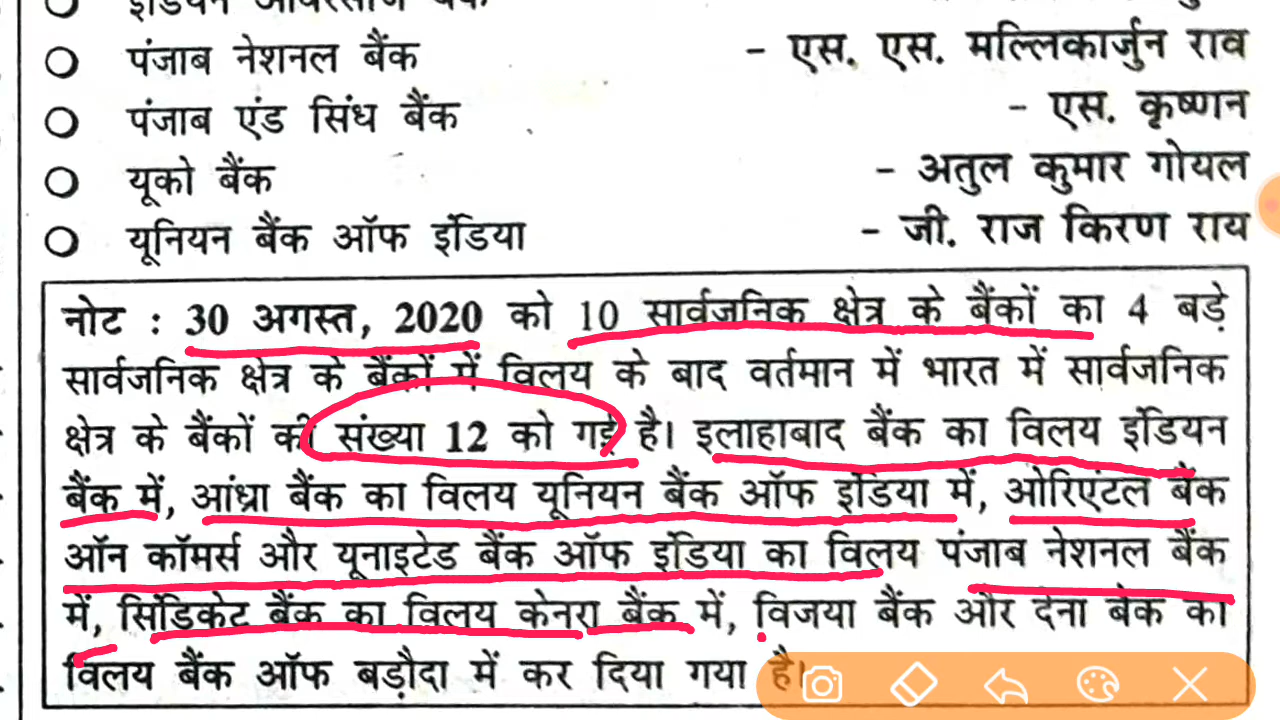 पंजाब नेशनल बैंक - एस. एस. मल्लिकार्जुन राव
पंजाब एंड सिंध बैंक - एस. कृष्णन
यूको बैंक - अतुल कुमार गोयल
यूनियन बैंक ऑफ इंडिया - जी. राज किरण राय
नोट : 30 अगस्त, 2020 को 10 सार्वजनिक क्षेत्र के बैंकों का 4 बड़े
सार्वजनिक क्षेत्र के बैंकों में विलय के बाद वर्तमान में भारत में सार्वजनिक
क्षेत्र के बैंकों की संख्या 12 को गई है। इलाहाबाद बैंक का विलय इंडियन
बैंक में, आंध्रा बैंक का विलय यूनियन बैंक ऑफ इंडिया में, ओरिएंटल बैंक
ऑन कॉमर्स और यूनाइटेड बैंक ऑफ इंडिया का विलय पंजाब नेशनल बैंक
में, सिंडिकेट बैंक का विलय केनरा बैंक में, विजया बैंक और देना बैंक का
विलय बैंक ऑफ बड़ौदा में कर दिया गया है।